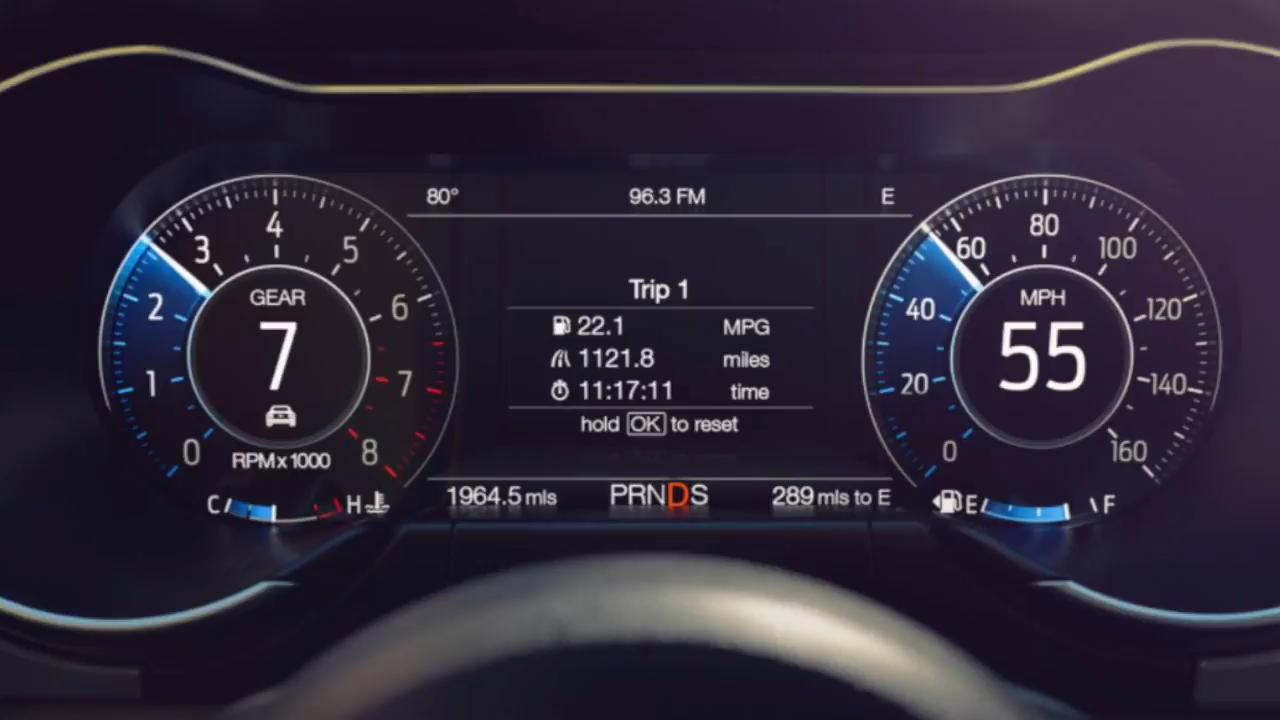 80° 96.3 FM E
0 1 2 3 4 5 6 7 8
GEAR
7
RPM x 1000
C H
Trip 1
22.1 MPG
1121.8 miles
11:17:11 time
hold OK to reset
1964.5 mls PRNDS 289 mls to E
0 20 40 60 80 100 120 140 160
MPH
55
E F